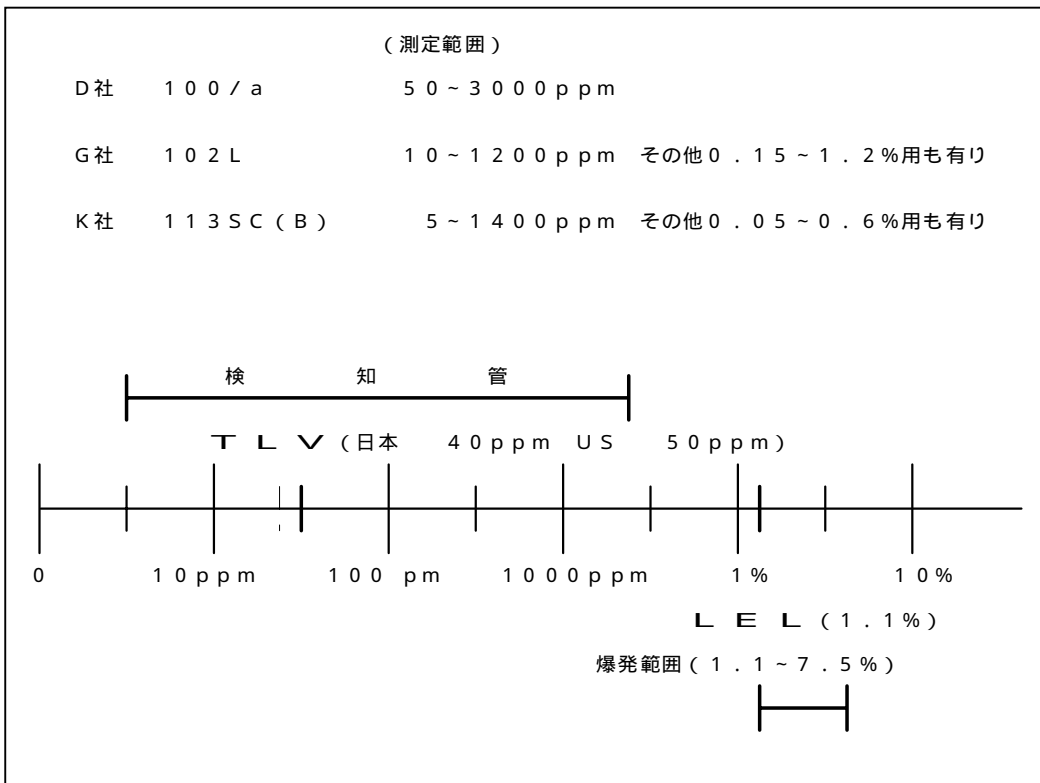 (測定範囲)
D社 100/a 50~3000ppm
G社 102L 10~1200ppm その他0.15~1.2%用も有り
K社 113SC(B) 5~1400ppm その他0.05~0.6%用も有り
検 知 管
TLV(日本 40ppm US 50ppm)
0 10ppm 100 pm 1000ppm 1% 10%
LEL(1.1%)
爆発範囲(1.1~7.5%)